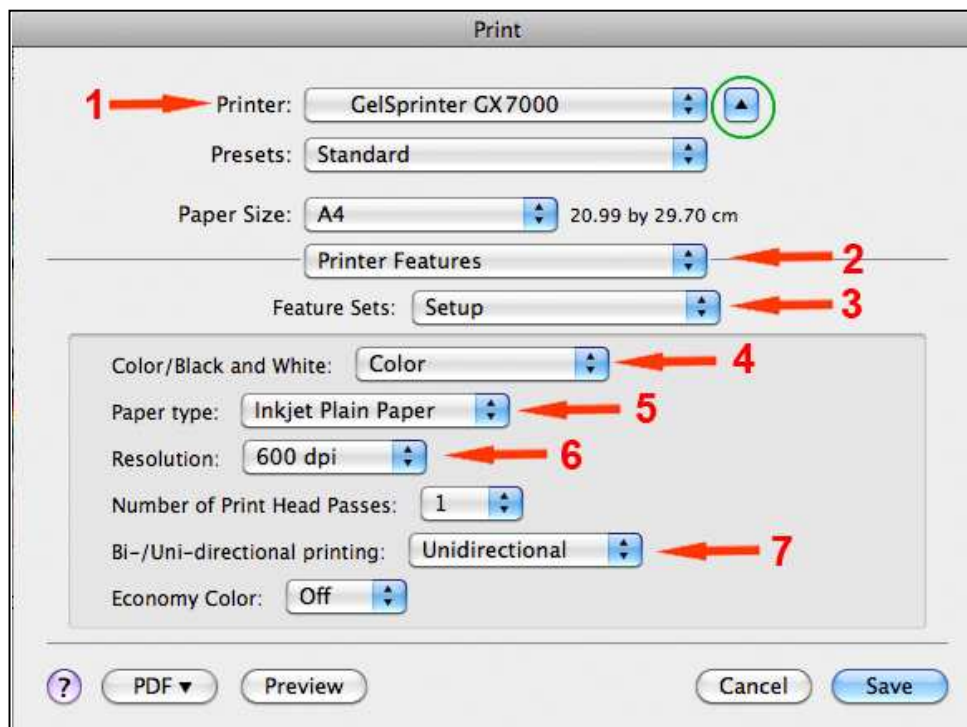 Print
1 Printer: GelSprinter GX7000
Presets: Standard
Paper Size: A4 20.99 by 29.70 cm
Printer Features 2
Feature Sets: Setup 3
Color/Black and White: Color 4
Paper type: Inkjet Plain Paper 5
Resolution: 600 dpi 6
Number of Print Head Passes: 1
Bi-/Uni-directional printing: Unidirectional 7
Economy Color: Off
? PDF▼ Preview Cancel Save